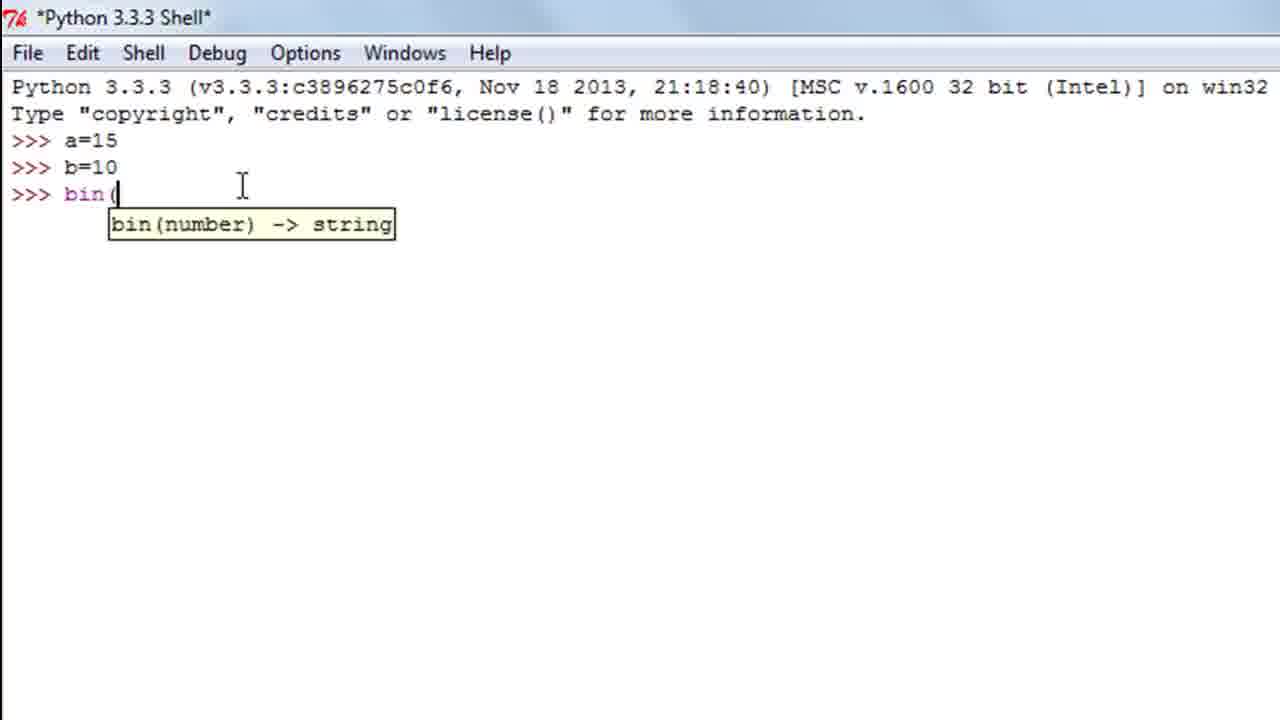 *Python 3.3.3 Shell*
File Edit Shell Debug Options Windows Help
Python 3.3.3 (v3.3.3:c3896275c0f6, Nov 18 2013, 21:18:40) [MSC v.1600 32 bit (Intel)] on win32
Type "copyright", "credits" or "license()" for more information.
>>> a=15
>>> b=10
>>> bin(
bin(number) -> string